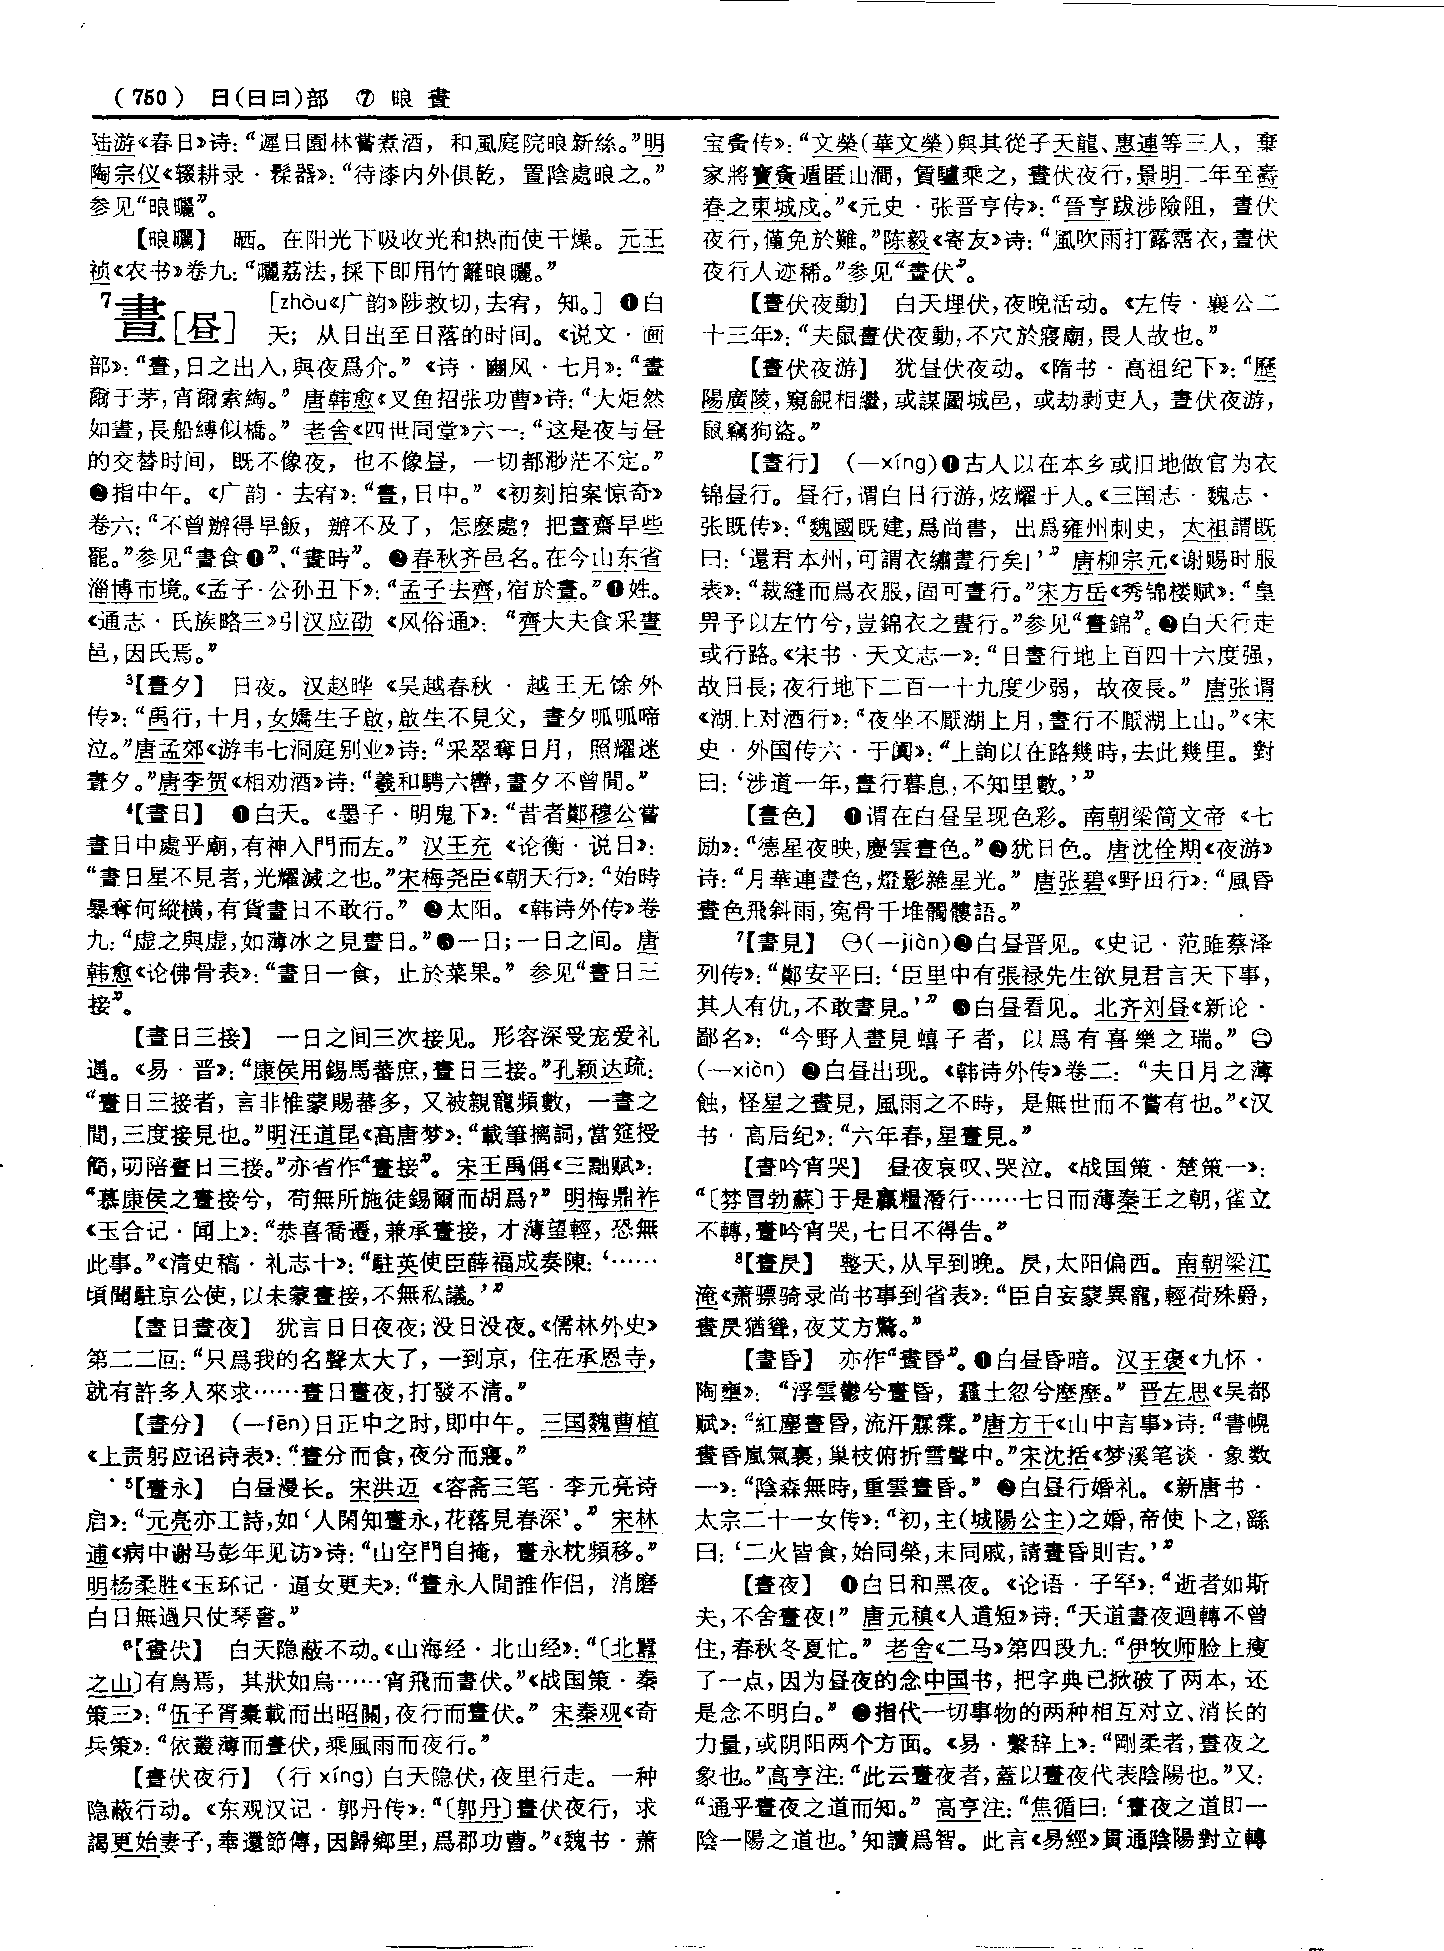 (750) 日(日曰)部 ⑦ 晾 晝
陆游《春日》诗：“遲日園林嘗煮酒，和風庭院晾新絲。”明
陶宗仪《辍耕录·髹器》：“待漆内外俱乾，置陰處晾之。”
参见“晾曬”。
【晾曬】 晒。在阳光下吸收光和热而使干燥。元王
祯《农书》卷九：“曬荔法，採下即用竹籬晾曬。”
7晝[昼] [zhòu《广韵》陟救切，去宥，知。] ❶白
天；从日出至日落的时间。《说文·画
部》：“晝，日之出入，與夜爲介。”《诗·豳风·七月》：“晝
爾于茅，宵爾索綯。”唐韩愈《叉鱼招张功曹》诗：“大炬然
如晝，長船縛似橋。”老舍《四世同堂》六一：“这是夜与昼
的交替时间，既不像夜，也不像昼，一切都渺茫不定。”
❷指中午。《广韵·去宥》：“晝，日中。”《初刻拍案惊奇》
卷六：“不曾辦得早飯，辦不及了，怎麽處？把晝齋早些
罷。”参见“晝食❶”、“晝時”。 ❸春秋齐邑名。在今山东省
淄博市境。《孟子·公孙丑下》：“孟子去齊，宿於晝。”❹姓。
《通志·氏族略三》引汉应劭《风俗通》：“齊大夫食采晝
邑，因氏焉。”
3【晝夕】 日夜。汉赵晔《吴越春秋·越王无馀外
传》：“禹行，十月，女嬌生子啟，啟生不見父，晝夕呱呱啼
泣。”唐孟郊《游韦七洞庭别业》诗：“采翠奪日月，照耀迷
晝夕。”唐李贺《相劝酒》诗：“羲和騁六轡，晝夕不曾閒。”
4【晝日】 ❶白天。《墨子·明鬼下》：“昔者鄭穆公嘗
晝日中處乎廟，有神入門而左。”汉王充《论衡·说日》：
“晝日星不見者，光耀滅之也。”宋梅尧臣《朝天行》：“始時
暴奪何縱橫，有貨晝日不敢行。” ❷太阳。《韩诗外传》卷
九：“虚之與虚，如薄冰之見晝日。”❸一日；一日之间。唐
韩愈《论佛骨表》：“晝日一食，止於菜果。”参见“晝日三
接”。
【晝日三接】 一日之间三次接见。形容深受宠爱礼
遇。《易·晋》：“康侯用錫馬蕃庶，晝日三接。”孔颖达疏：
“晝日三接者，言非惟蒙賜蕃多，又被親寵頻數，一晝之
間，三度接見也。”明汪道昆《高唐梦》：“載筆摛詞，當筵授
簡，叨陪晝日三接。”亦省作“晝接”。宋王禹偁《三黜赋》：
“慕康侯之晝接兮，苟無所施徒錫爾而胡爲？”明梅鼎祚
《玉合记·闻上》：“恭喜喬遷，兼承晝接，才薄望輕，恐無
此事。”《清史稿·礼志十》：“駐英使臣薛福成奏陳：‘……
頃聞駐京公使，以未蒙晝接，不無私議。’”
【晝日晝夜】 犹言日日夜夜；没日没夜。《儒林外史》
第二二回：“只爲我的名聲太大了，一到京，住在承恩寺，
就有許多人來求……晝日晝夜，打發不清。”
【晝分】 (—fēn)日正中之时，即中午。三国魏曹植
《上责躬应诏诗表》：“晝分而食，夜分而寢。”
5【晝永】 白昼漫长。宋洪迈《容斋三笔·李元亮诗
启》：“元亮亦工詩，如‘人閑知晝永，花落見春深’。”宋林
逋《病中谢马彭年见访》诗：“山空門自掩，晝永枕頻移。”
明杨柔胜《玉环记·逼女更夫》：“晝永人閒誰作侣，消磨
白日無過只仗琴書。”
6【晝伏】 白天隐蔽不动。《山海经·北山经》：“〔北囂
之山〕有鳥焉，其狀如烏……宵飛而晝伏。”《战国策·秦
策三》：“伍子胥橐載而出昭關，夜行而晝伏。”宋秦观《奇
兵策》：“依叢薄而晝伏，乘風雨而夜行。”
【晝伏夜行】 (行 xíng) 白天隐伏，夜里行走。一种
隐蔽行动。《东观汉记·郭丹传》：“〔郭丹〕晝伏夜行，求
謁更始妻子，奉還節傳，因歸鄉里，爲郡功曹。”《魏书·萧
宝夤传》：“文榮(華文榮)與其從子天龍、惠連等三人，棄
家將寶夤遁匿山澗，賃驢乘之，晝伏夜行，景明二年至壽
春之東城戍。”《元史·张晋亨传》：“晉亨跋涉險阻，晝伏
夜行，僅免於難。”陈毅《寄友》诗：“風吹雨打露霑衣，晝伏
夜行人迹稀。”参见“晝伏”。
【晝伏夜動】 白天埋伏，夜晚活动。《左传·襄公二
十三年》：“夫鼠晝伏夜動，不穴於寢廟，畏人故也。”
【晝伏夜游】 犹昼伏夜动。《隋书·高祖纪下》：“歷
陽廣陵，窺覦相繼，或謀圖城邑，或劫剥吏人，晝伏夜游，
鼠竊狗盜。”
【晝行】 (—xíng)❶古人以在本乡或旧地做官为衣
锦昼行。昼行，谓白日行游，炫耀于人。《三国志·魏志·
张既传》：“魏國既建，爲尚書，出爲雍州刺史，太祖謂既
曰：‘還君本州，可謂衣繡晝行矣！’”唐柳宗元《谢赐时服
表》：“裁縫而爲衣服，固可晝行。”宋方岳《秀锦楼赋》：“皇
畀予以左竹兮，豈錦衣之晝行。”参见“晝錦”。❷白天行走
或行路。《宋书·天文志一》：“日晝行地上百四十六度强，
故日長；夜行地下二百一十九度少弱，故夜長。”唐张谓
《湖上对酒行》：“夜坐不厭湖上月，晝行不厭湖上山。”《宋
史·外国传六·于阗》：“上詢以在路幾時，去此幾里。對
曰：‘涉道一年，晝行暮息，不知里數。’”
【晝色】 ❶谓在白昼呈现色彩。南朝梁简文帝《七
励》：“德星夜映，慶雲晝色。”❷犹日色。唐沈佺期《夜游》
诗：“月華連晝色，燈影雜星光。”唐张碧《野田行》：“風昏
晝色飛斜雨，冤骨千堆髑髏語。”
7【晝見】 ㊀(—jiàn)❶白昼晋见。《史记·范雎蔡泽
列传》：“鄭安平曰：‘臣里中有張禄先生欲見君言天下事，
其人有仇，不敢晝見。’” ❷白昼看见。北齐刘昼《新论·
鄙名》：“今野人晝見蟢子者，以爲有喜樂之瑞。” ㊁
(—xiàn) 白昼出现。《韩诗外传》卷二：“夫日月之薄
蝕，怪星之晝見，風雨之不時，是無世而不嘗有也。”《汉
书·高后纪》：“六年春，星晝見。”
【晝吟宵哭】 昼夜哀叹、哭泣。《战国策·楚策一》：
“〔棼冒勃蘇〕于是贏糧潛行……七日而薄秦王之朝，雀立
不轉，晝吟宵哭，七日不得告。”
8【晝昃】 整天，从早到晚。昃，太阳偏西。南朝梁江
淹《萧骠骑录尚书事到省表》：“臣自妄蒙異寵，輕荷殊爵，
晝昃猶聳，夜艾方驚。”
【晝昏】 亦作“晝昬”。❶白昼昏暗。汉王褒《九怀·
陶壅》：“浮雲鬱兮晝昏，霾土忽兮塺塺。”晋左思《吴都
赋》：“紅塵晝昏，流汗霡霂。”唐方干《山中言事》诗：“書幌
晝昏嵐氣裏，巢枝俯折雪聲中。”宋沈括《梦溪笔谈·象数
一》：“陰森無時，重雲晝昏。” ❷白昼行婚礼。《新唐书·
太宗二十一女传》：“初，主(城陽公主)之婚，帝使卜之，繇
曰：‘二火皆食，始同榮，末同戚，請晝昏則吉。’”
【晝夜】 ❶白日和黑夜。《论语·子罕》：“逝者如斯
夫，不舍晝夜！”唐元稹《人道短》诗：“天道晝夜迴轉不曾
住，春秋冬夏忙。”老舍《二马》第四段九：“伊牧师脸上瘦
了一点，因为昼夜的念中国书，把字典已掀破了两本，还
是念不明白。” ❷指代一切事物的两种相互对立、消长的
力量，或阴阳两个方面。《易·繫辞上》：“剛柔者，晝夜之
象也。”高亨注：“此云晝夜者，蓋以晝夜代表陰陽也。”又：
“通乎晝夜之道而知。”高亨注：“焦循曰：‘晝夜之道即一
陰一陽之道也。’知讀爲智。此言《易經》貫通陰陽對立轉